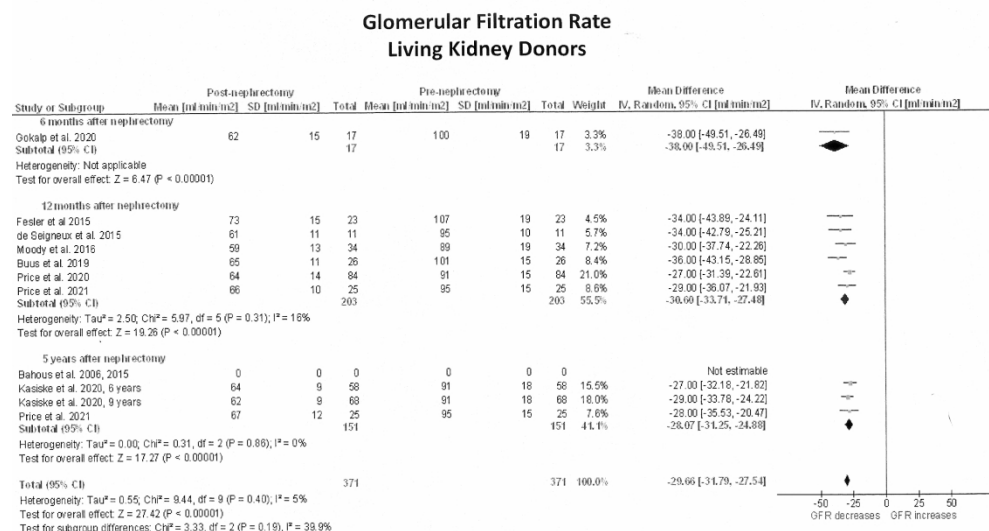 Glomerular Filtration Rate
Living Kidney Donors
Post-nephrectomy Pre-nephrectomy Mean Difference Mean Difference
Study or Subgroup Mean [ml/min/m2] SD [ml/min/m2] Total Mean [ml/min/m2] SD [ml/min/m2] Total Weight IV, Random, 95% CI [ml/min/m2] IV, Random, 95% CI [ml/min/m2]
6 months after nephrectomy
Gokalp et al. 2020 62 15 17 100 19 17 3.3% -38.00 [-49.51, -26.49]
Subtotal (95% CI) 17 17 3.3% -38.00 [-49.51, -26.49]
Heterogeneity: Not applicable
Test for overall effect: Z = 6.47 (P < 0.00001)
12 months after nephrectomy
Fesler et al 2015 73 15 23 107 19 23 4.5% -34.00 [-43.89, -24.11]
de Seigneux et al. 2015 61 11 11 95 10 11 5.7% -34.00 [-42.79, -25.21]
Moody et al. 2016 59 13 34 89 19 34 7.2% -30.00 [-37.74, -22.26]
Buus et al. 2019 65 11 26 101 15 26 8.4% -36.00 [-43.15, -28.85]
Price et al. 2020 64 14 84 91 15 84 21.0% -27.00 [-31.39, -22.61]
Price et al. 2021 66 10 25 95 15 25 8.6% -29.00 [-36.07, -21.93]
Subtotal (95% CI) 203 203 55.5% -30.60 [-33.71, -27.48]
Heterogeneity: Tau² = 2.50; Chi² = 5.97, df = 5 (P = 0.31); I² = 16%
Test for overall effect: Z = 19.26 (P < 0.00001)
5 years after nephrectomy
Bahous et al. 2006, 2015 0 0 0 0 0 0 Not estimable
Kasiske et al. 2020, 6 years 64 9 58 91 18 58 15.5% -27.00 [-32.18, -21.82]
Kasiske et al. 2020, 9 years 62 9 68 91 18 68 18.0% -29.00 [-33.78, -24.22]
Price et al. 2021 67 12 25 95 15 25 7.6% -28.00 [-35.53, -20.47]
Subtotal (95% CI) 151 151 41.1% -28.07 [-31.25, -24.88]
Heterogeneity: Tau² = 0.00; Chi² = 0.31, df = 2 (P = 0.86); I² = 0%
Test for overall effect: Z = 17.27 (P < 0.00001)
Total (95% CI) 371 371 100.0% -29.66 [-31.79, -27.54]
Heterogeneity: Tau² = 0.55; Chi² = 9.44, df = 9 (P = 0.40); I² = 5%
Test for overall effect: Z = 27.42 (P < 0.00001)
Test for subgroup differences: Chi² = 3.33, df = 2 (P = 0.19), I² = 39.9%
-50 -25 0 25 50
GFR decreases GFR increases